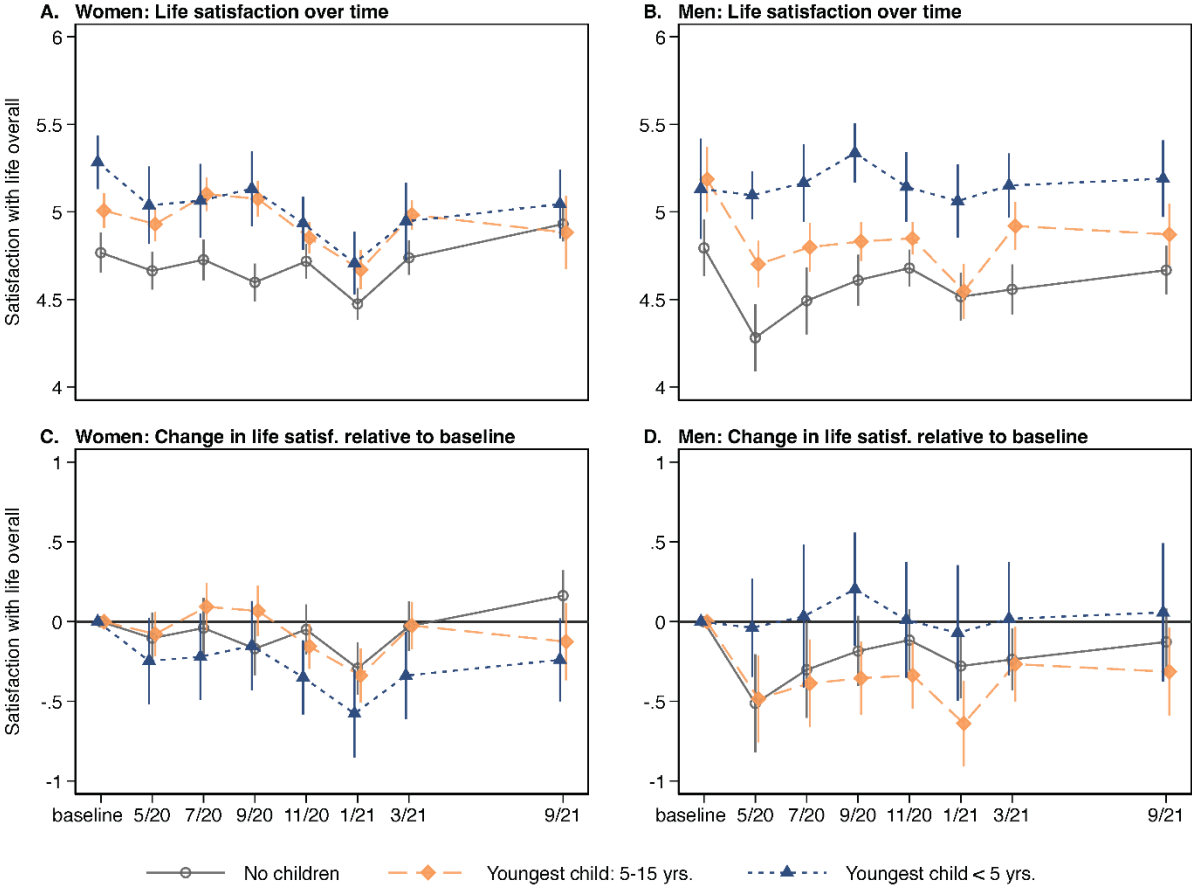 A. Women: Life satisfaction over time
B. Men: Life satisfaction over time
Satisfaction with life overall
6
5.5
5
4.5
4
6
5.5
5
4.5
4
C. Women: Change in life satisf. relative to baseline
D. Men: Change in life satisf. relative to baseline
Satisfaction with life overall
1
.5
0
-.5
-1
1
.5
0
-.5
-1
baseline 5/20 7/20 9/20 11/20 1/21 3/21 9/21
baseline 5/20 7/20 9/20 11/20 1/21 3/21 9/21
No children Youngest child: 5-15 yrs. Youngest child < 5 yrs.